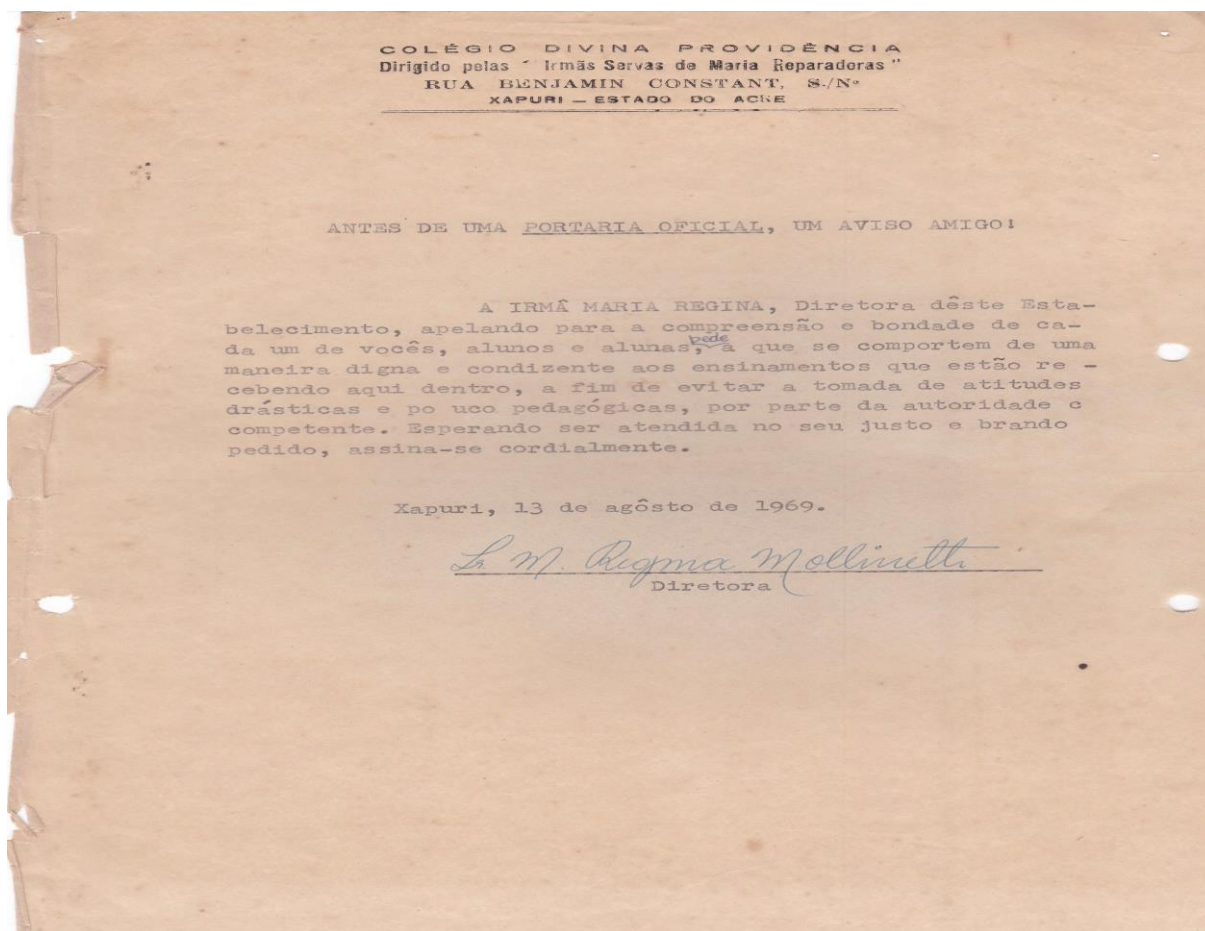 COLÉGIO DIVINA PROVIDÊNCIA
Dirigido pelas " Irmãs Servas de Maria Reparadoras "
RUA BENJAMIN CONSTANT, S./Nº
XAPURI — ESTADO DO ACRE
ANTES DE UMA PORTARIA OFICIAL, UM AVISO AMIGO!
A IRMÃ MARIA REGINA, Diretora dêste Esta-
belecimento, apelando para a compreensão e bondade de ca-
da um de vocês, alunos e alunas, pede a que se comportem de uma
maneira digna e condizente aos ensinamentos que estão re -
cebendo aqui dentro, a fim de evitar a tomada de atitudes
drásticas e po uco pedagógicas, por parte da autoridade c
competente. Esperando ser atendida no seu justo e brando
pedido, assina-se cordialmente.
Xapuri, 13 de agôsto de 1969.
M. Regina Mollinetti
Diretora